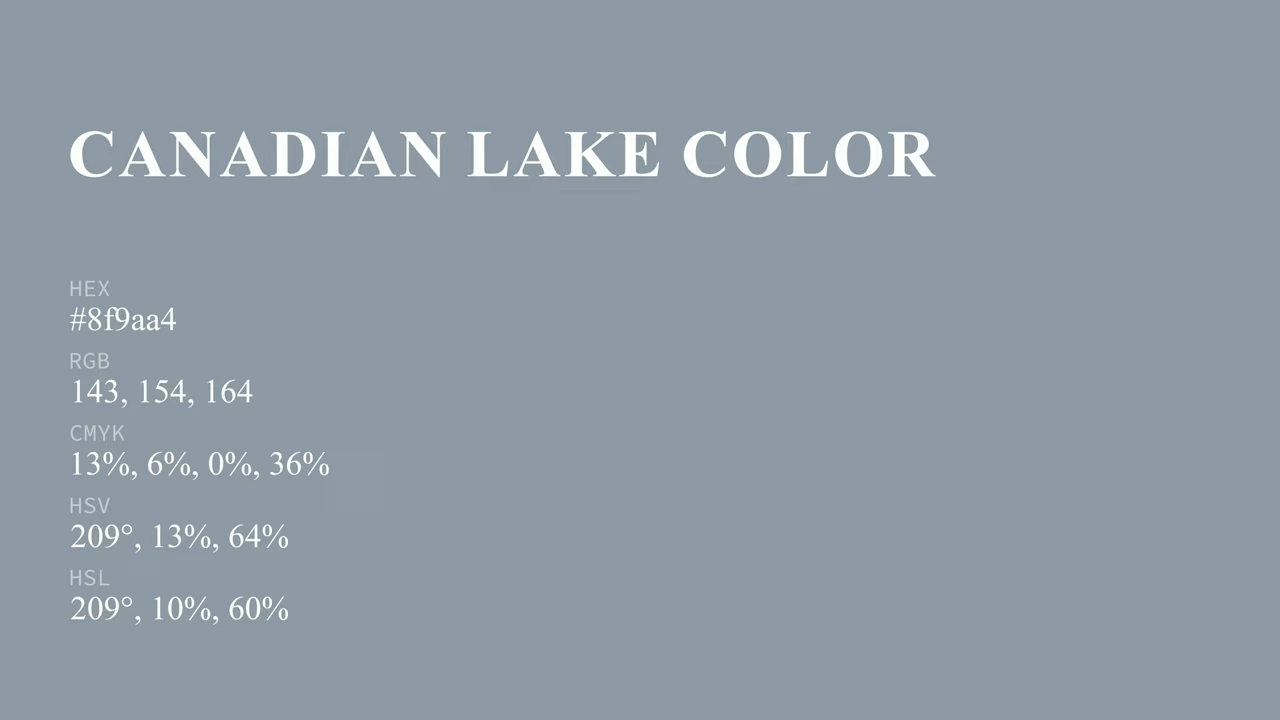 CANADIAN LAKE COLOR
HEX
#8f9aa4
RGB
143, 154, 164
CMYK
13%, 6%, 0%, 36%
HSV
209°, 13%, 64%
HSL
209°, 10%, 60%